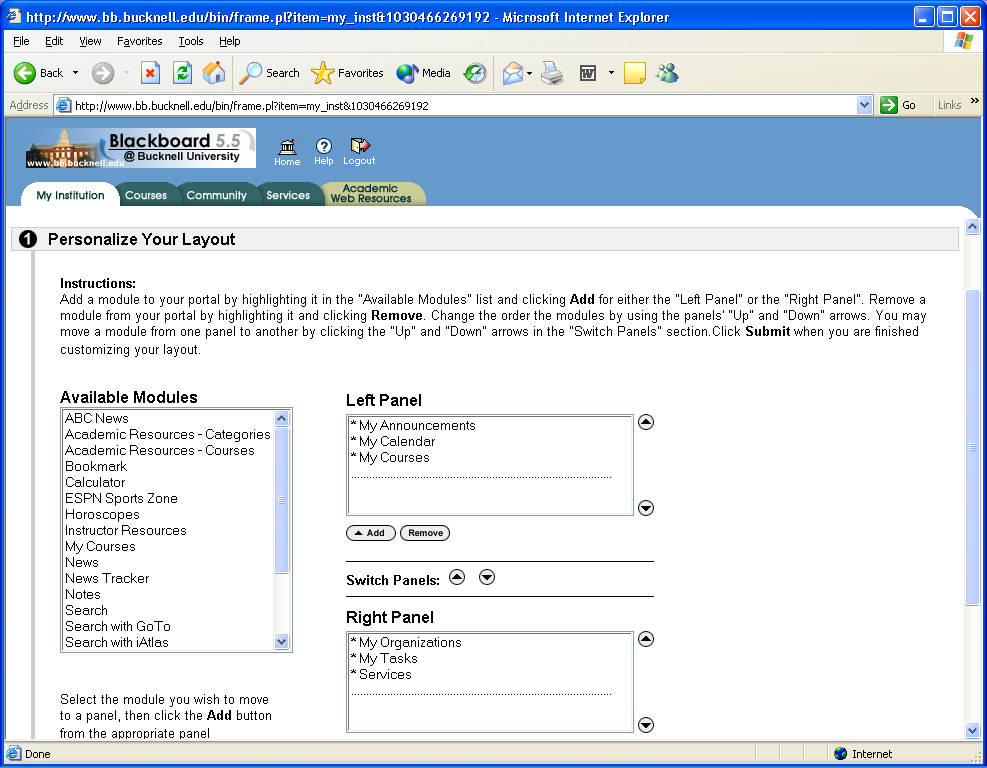 http://www.bb.bucknell.edu/bin/frame.pl?item=my_inst&1030466269192 - Microsoft Internet Explorer
File Edit View Favorites Tools Help
Back Search Favorites Media
Address http://www.bb.bucknell.edu/bin/frame.pl?item=my_inst&1030466269192 Go Links »
Blackboard 5.5
@ Bucknell University
www.bb.bucknell.edu
Home Help Logout
My Institution Courses Community Services Academic Web Resources
1 Personalize Your Layout
Instructions:
Add a module to your portal by highlighting it in the "Available Modules" list and clicking Add for either the "Left Panel" or the "Right Panel". Remove a
module from your portal by highlighting it and clicking Remove. Change the order the modules by using the panels' "Up" and "Down" arrows. You may
move a module from one panel to another by clicking the "Up" and "Down" arrows in the "Switch Panels" section.Click Submit when you are finished
customizing your layout.
Available Modules
ABC News
Academic Resources - Categories
Academic Resources - Courses
Bookmark
Calculator
ESPN Sports Zone
Horoscopes
Instructor Resources
My Courses
News
News Tracker
Notes
Search
Search with GoTo
Search with iAtlas
Select the module you wish to move
to a panel, then click the Add button
from the appropriate panel
Left Panel
*My Announcements
*My Calendar
*My Courses
Add Remove
Switch Panels:
Right Panel
*My Organizations
*My Tasks
*Services
Done Internet